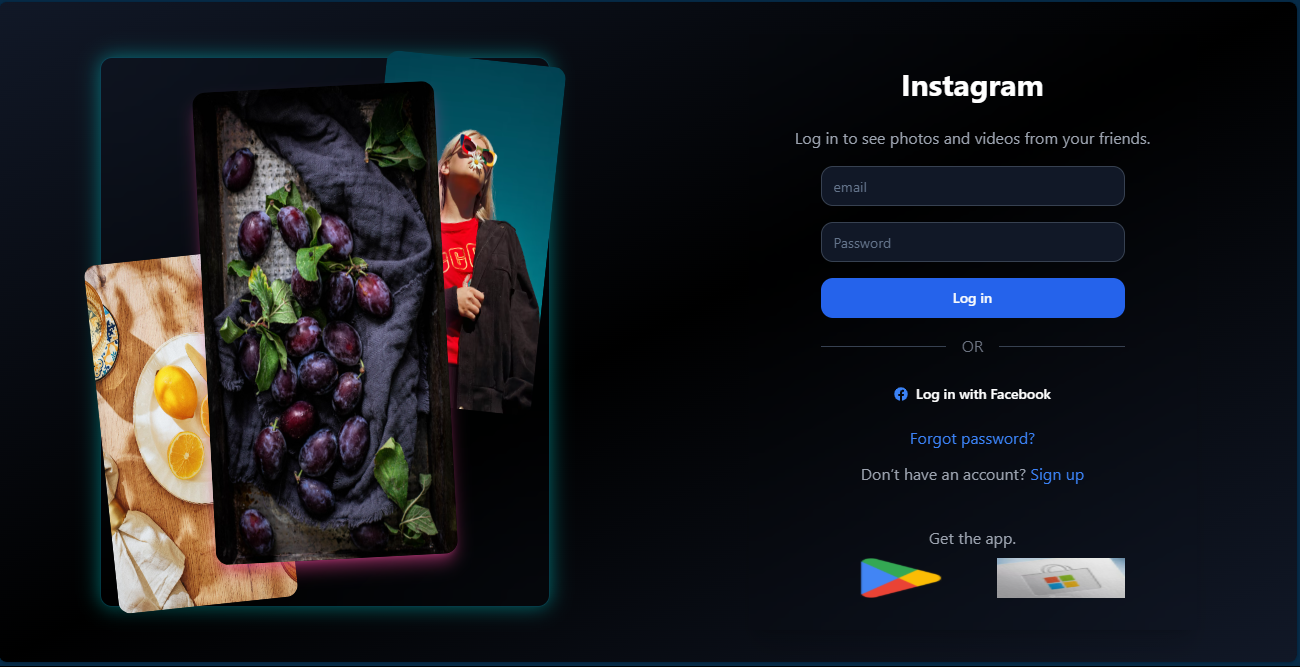 Instagram
Log in to see photos and videos from your friends.
email
Password
Log in
OR
Log in with Facebook
Forgot password?
Don’t have an account? Sign up
Get the app.